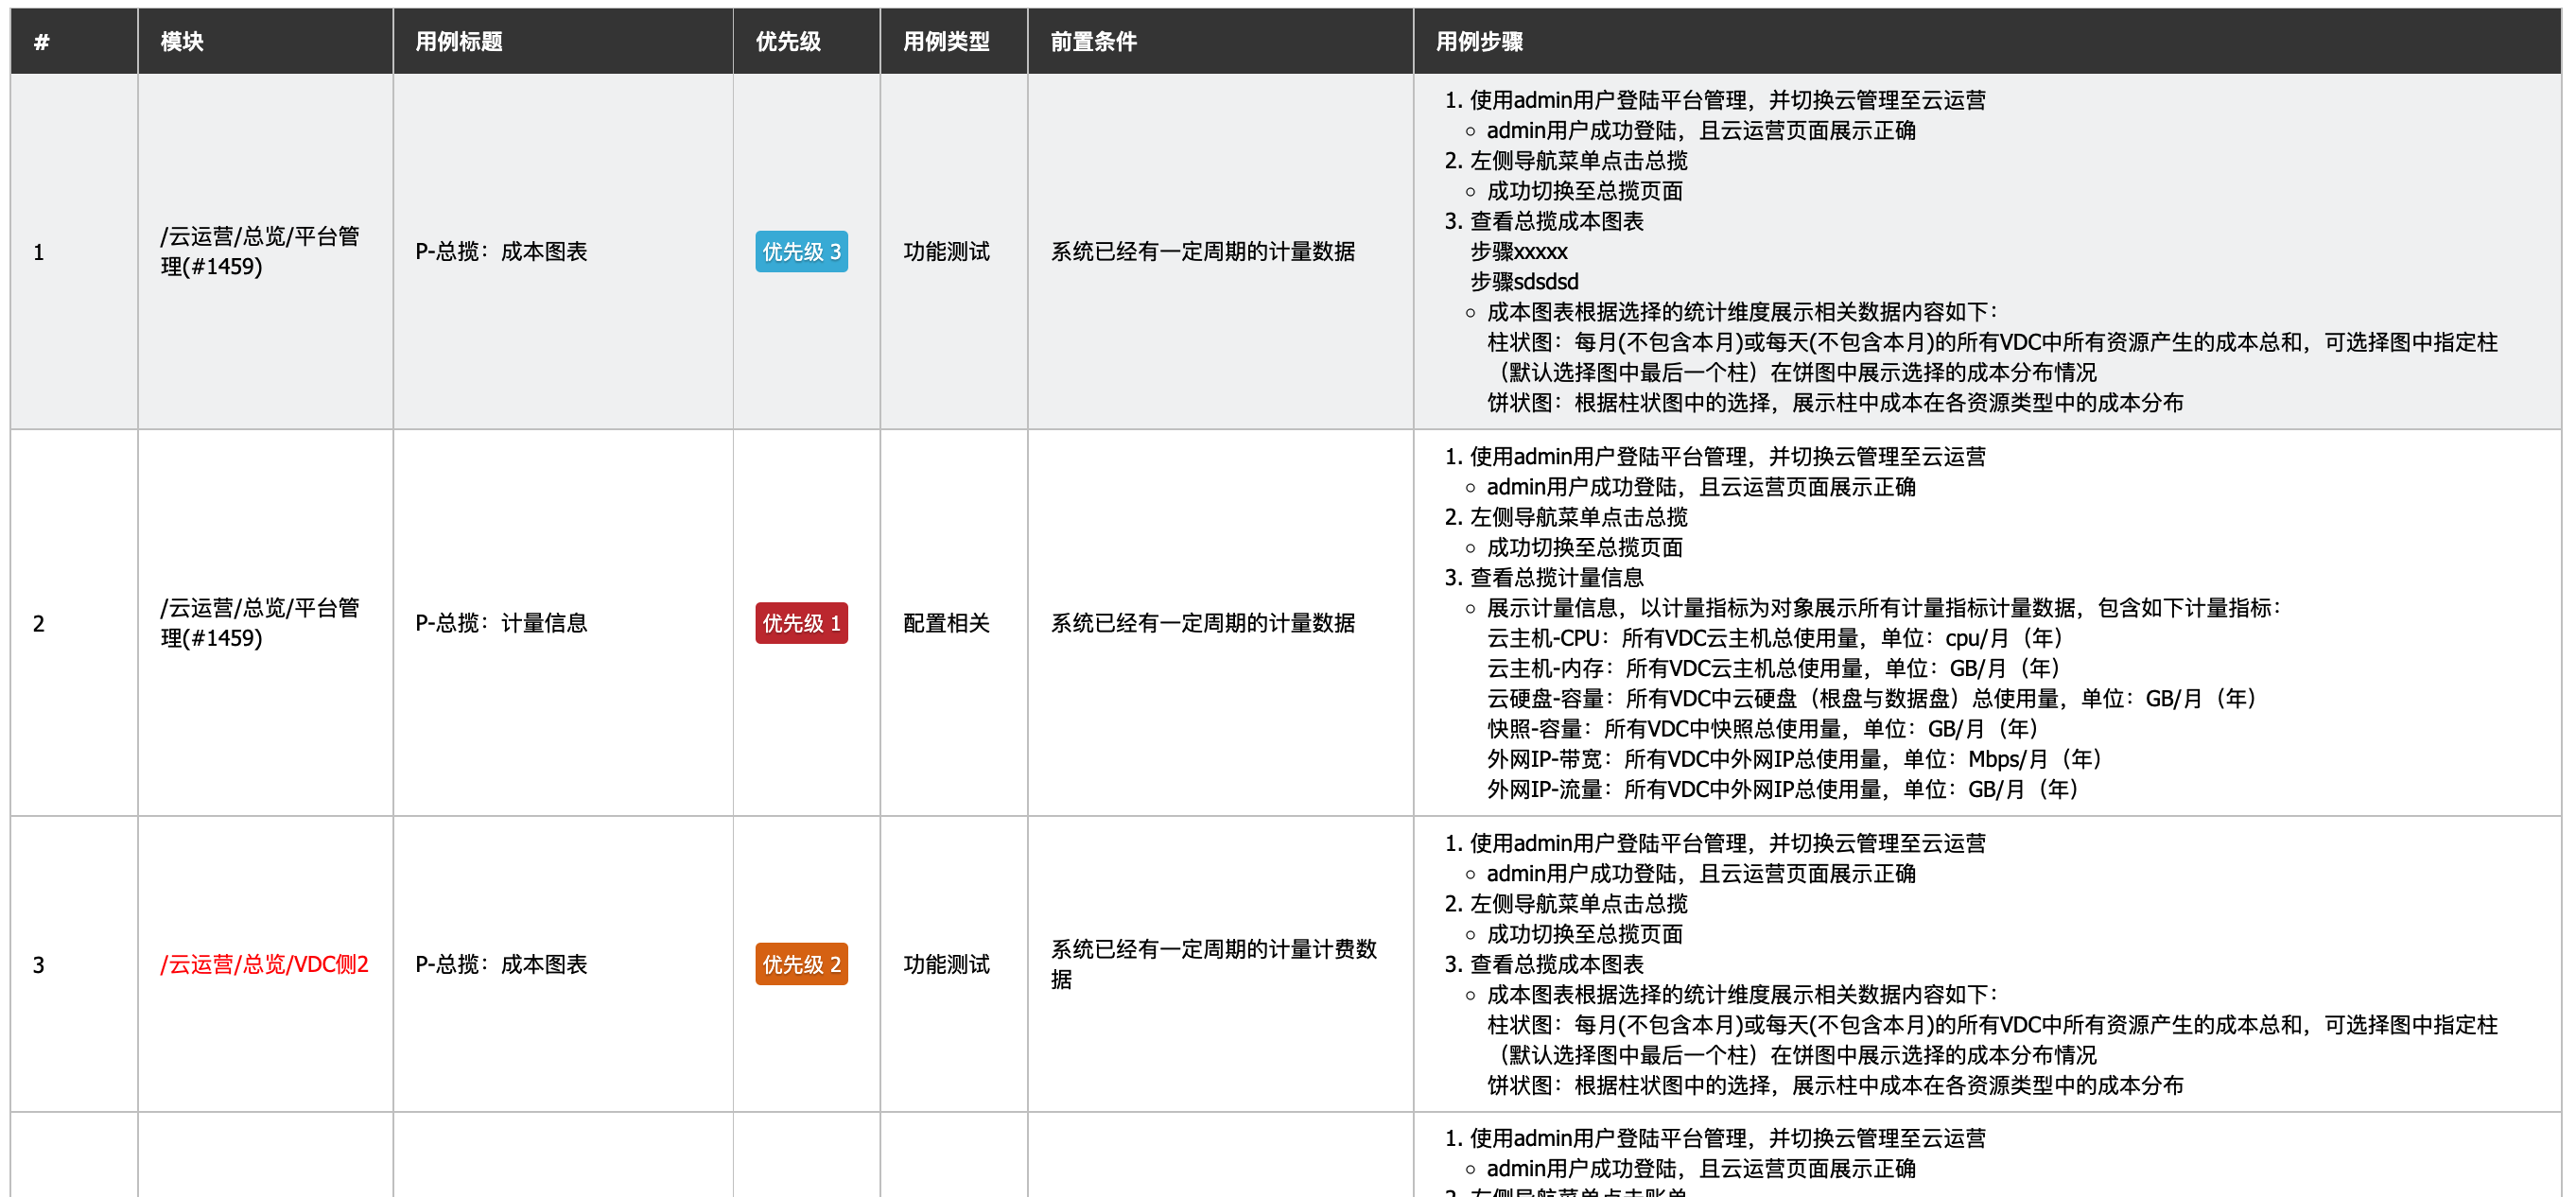 # 模块 用例标题 优先级 用例类型 前置条件 用例步骤
1
/云运营/总览/平台管
理(#1459)
P-总揽：成本图表
优先级 3
功能测试
系统已经有一定周期的计量数据
1. 使用admin用户登陆平台管理，并切换云管理至云运营
○ admin用户成功登陆，且云运营页面展示正确
2. 左侧导航菜单点击总揽
○ 成功切换至总揽页面
3. 查看总揽成本图表
步骤xxxxx
步骤sdsdsd
○ 成本图表根据选择的统计维度展示相关数据内容如下：
柱状图：每月(不包含本月)或每天(不包含本月)的所有VDC中所有资源产生的成本总和，可选择图中指定柱
（默认选择图中最后一个柱）在饼图中展示选择的成本分布情况
饼状图：根据柱状图中的选择，展示柱中成本在各资源类型中的成本分布
2
/云运营/总览/平台管
理(#1459)
P-总揽：计量信息
优先级 1
配置相关
系统已经有一定周期的计量数据
1. 使用admin用户登陆平台管理，并切换云管理至云运营
○ admin用户成功登陆，且云运营页面展示正确
2. 左侧导航菜单点击总揽
○ 成功切换至总揽页面
3. 查看总揽计量信息
○ 展示计量信息，以计量指标为对象展示所有计量指标计量数据，包含如下计量指标：
云主机-CPU：所有VDC云主机总使用量，单位：cpu/月（年）
云主机-内存：所有VDC云主机总使用量，单位：GB/月（年）
云硬盘-容量：所有VDC中云硬盘（根盘与数据盘）总使用量，单位：GB/月（年）
快照-容量：所有VDC中快照总使用量，单位：GB/月（年）
外网IP-带宽：所有VDC中外网IP总使用量，单位：Mbps/月（年）
外网IP-流量：所有VDC中外网IP总使用量，单位：GB/月（年）
3
/云运营/总览/VDC侧2
P-总揽：成本图表
优先级 2
功能测试
系统已经有一定周期的计量计费数
据
1. 使用admin用户登陆平台管理，并切换云管理至云运营
○ admin用户成功登陆，且云运营页面展示正确
2. 左侧导航菜单点击总揽
○ 成功切换至总揽页面
3. 查看总揽成本图表
○ 成本图表根据选择的统计维度展示相关数据内容如下：
柱状图：每月(不包含本月)或每天(不包含本月)的所有VDC中所有资源产生的成本总和，可选择图中指定柱
（默认选择图中最后一个柱）在饼图中展示选择的成本分布情况
饼状图：根据柱状图中的选择，展示柱中成本在各资源类型中的成本分布
1. 使用admin用户登陆平台管理，并切换云管理至云运营
○ admin用户成功登陆，且云运营页面展示正确